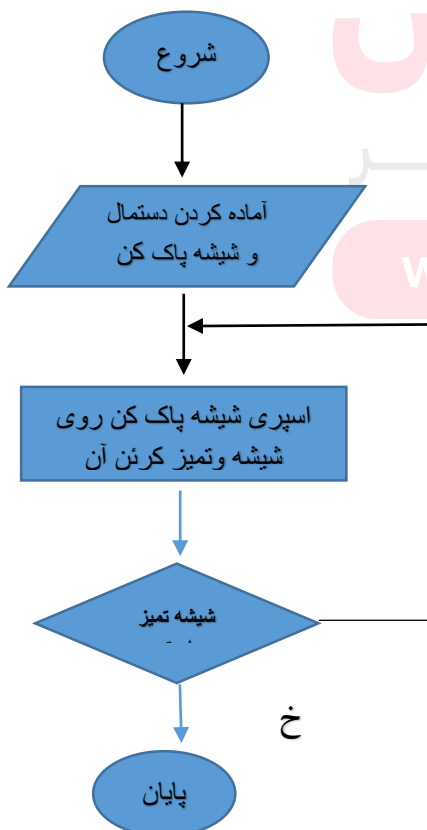 شروع
آماده کردن دستمال
و شیشه پاک کن
اسپری شیشه پاک کن روی
شیشه وتمیز کرئن آن
شیشه تمیز
خ
پایان